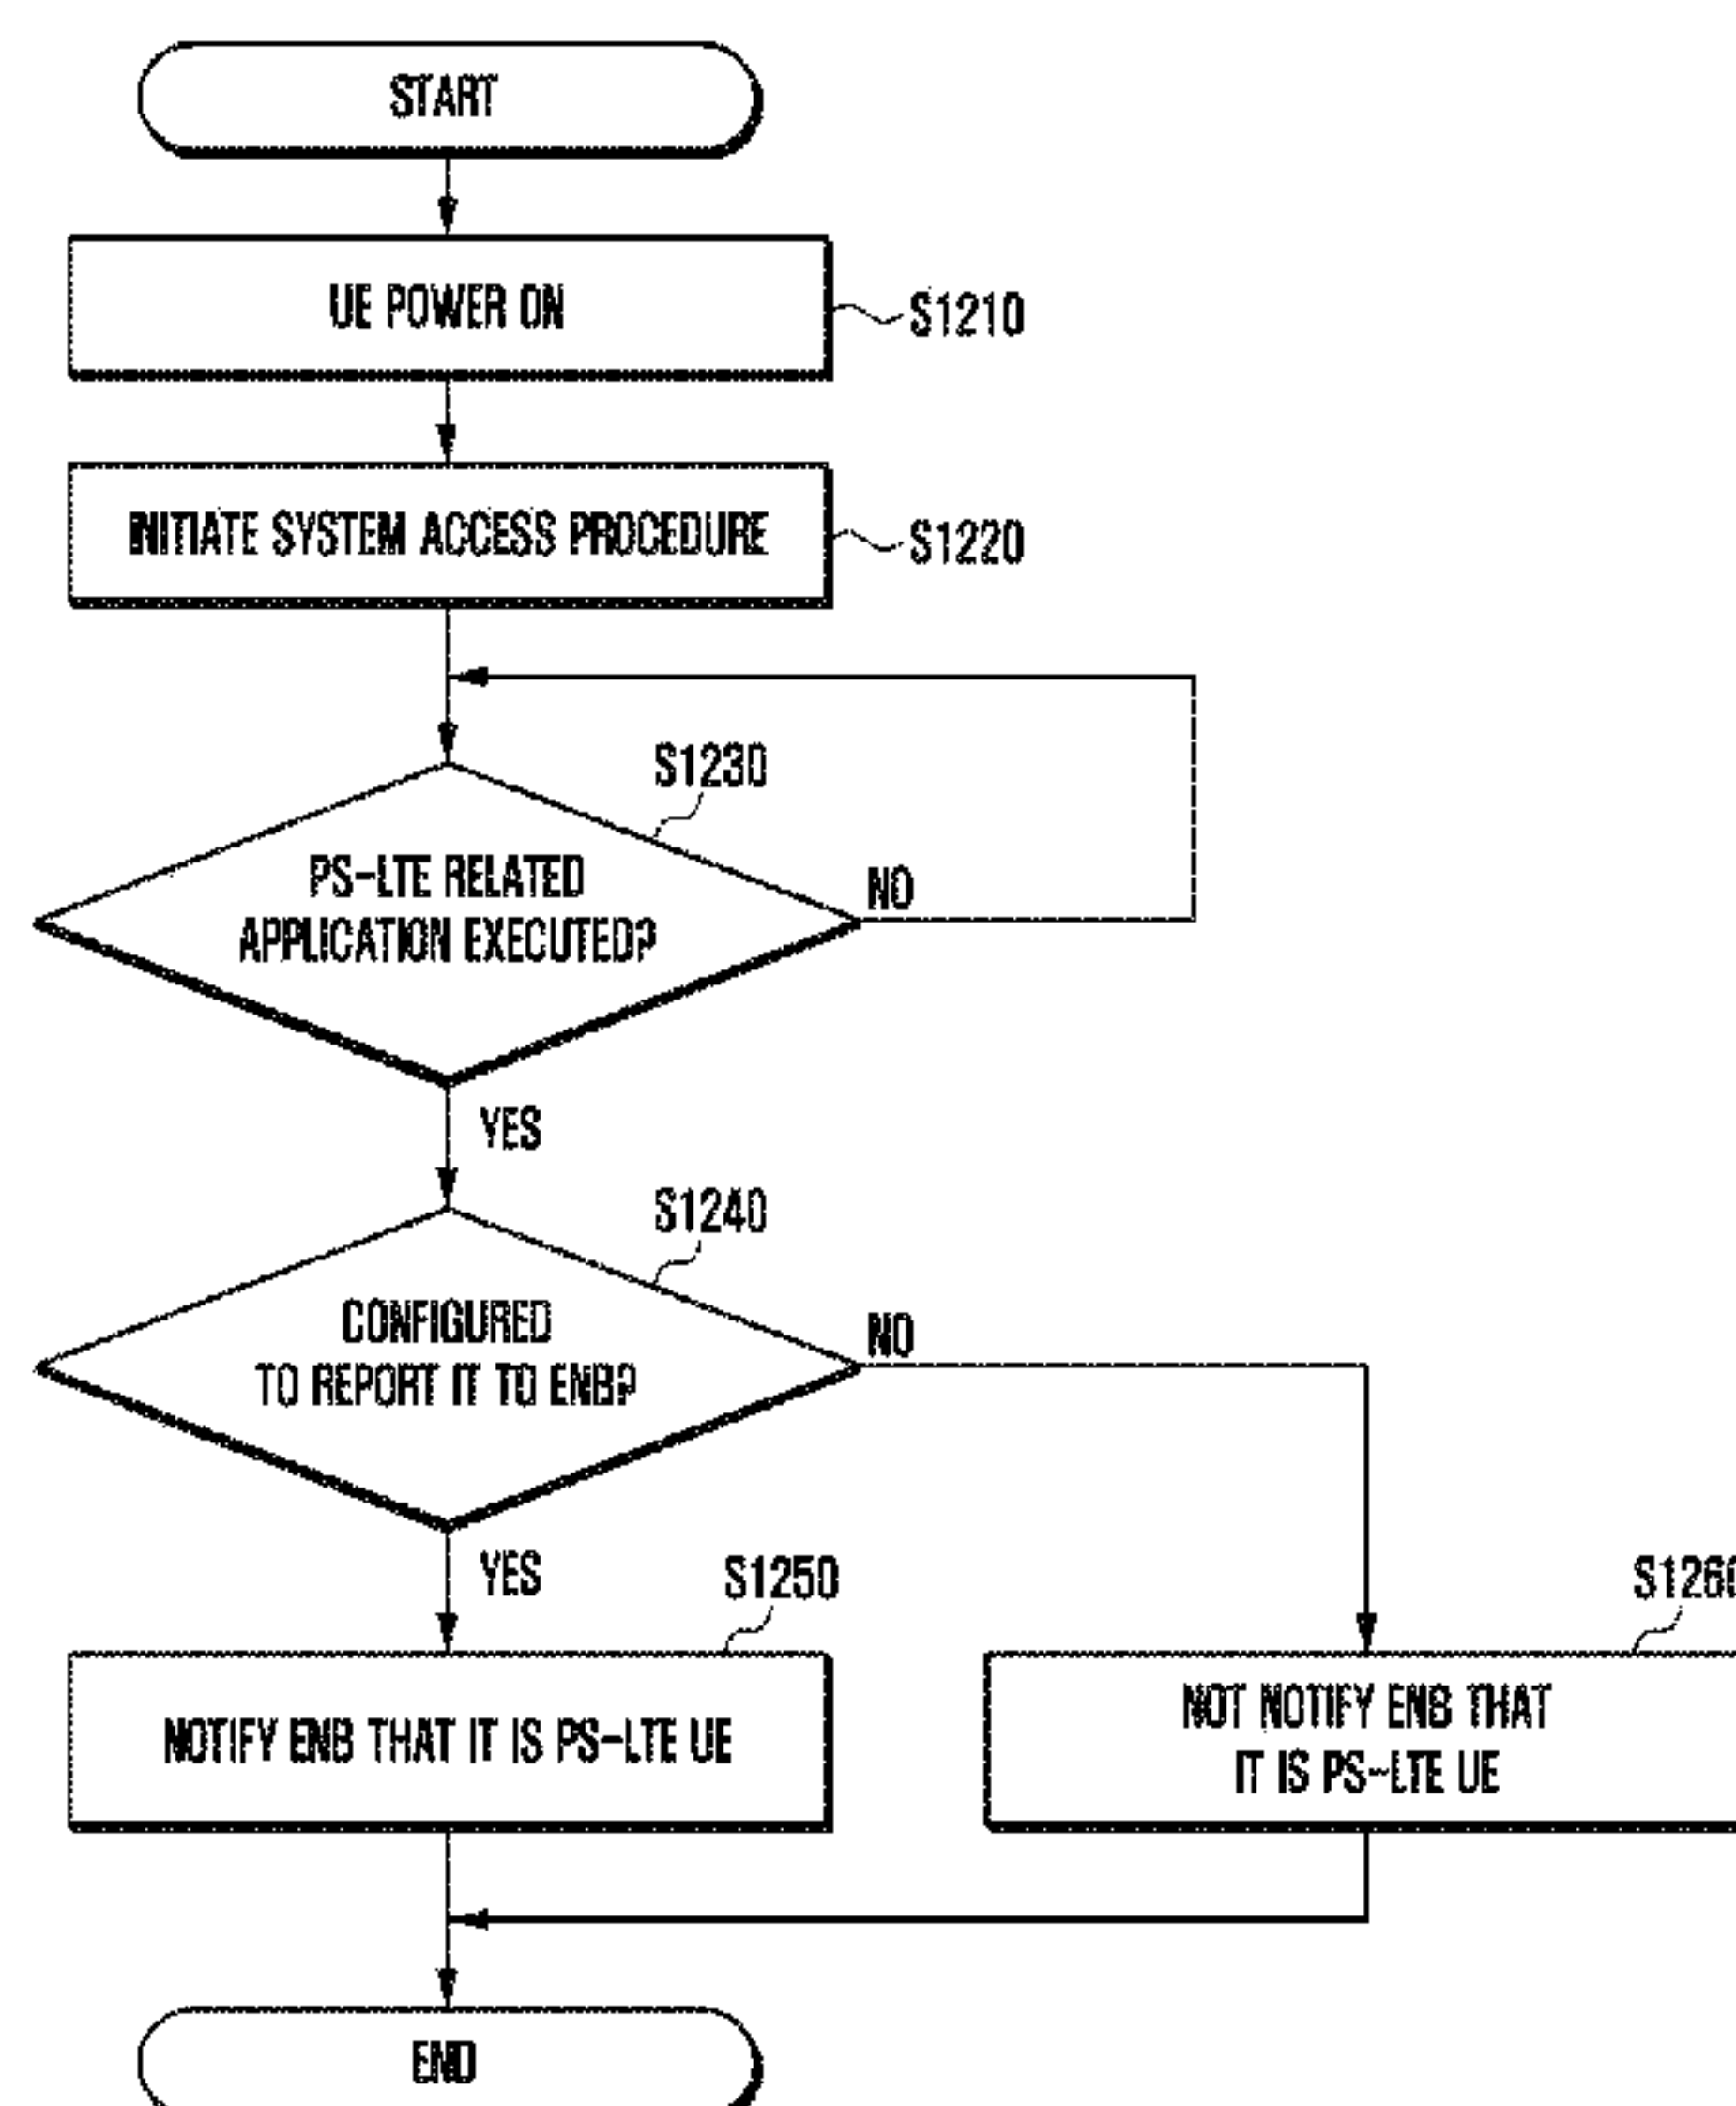 START
UE POWER ON
S1210
INITIATE SYSTEM ACCESS PROCEDURE
S1220
S1230
PS-LTE RELATED
APPLICATION EXECUTED?
NO
YES
S1240
CONFIGURED
TO REPORT IT TO ENB?
NO
YES
S1250
S1260
NOTIFY ENB THAT IT IS PS-LTE UE
NOT NOTIFY ENB THAT
IT IS PS-LTE UE
END